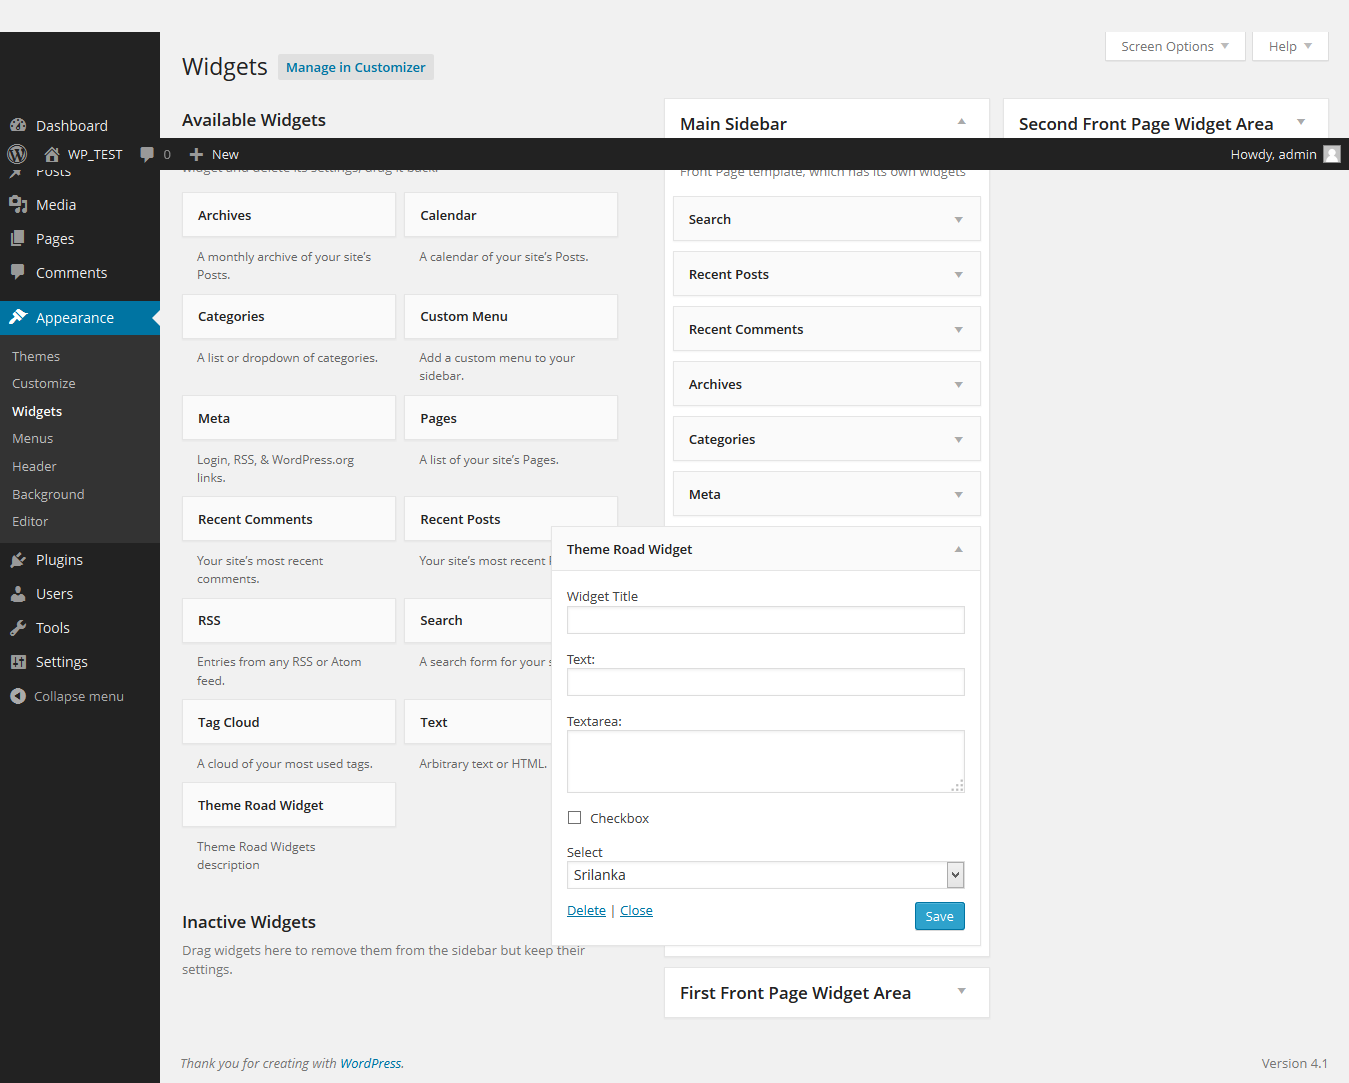 Screen Options
Help
Widgets
Manage in Customizer
Dashboard
WP_TEST
0
New
Howdy, admin
Posts
Media
Pages
Comments
Appearance
Themes
Customize
Widgets
Menus
Header
Background
Editor
Plugins
Users
Tools
Settings
Collapse menu
Available Widgets
widget and delete its settings, drag it back.
Archives
A monthly archive of your site's
Posts.
Calendar
A calendar of your site's Posts.
Categories
A list or dropdown of categories.
Custom Menu
Add a custom menu to your
sidebar.
Meta
Login, RSS, & WordPress.org
links.
Pages
A list of your site's Pages.
Recent Comments
Your site's most recent
comments.
Recent Posts
Your site's most recent
RSS
Entries from any RSS or Atom
feed.
Search
A search form for your
Tag Cloud
A cloud of your most used tags.
Text
Arbitrary text or HTML.
Theme Road Widget
Theme Road Widgets
description
Inactive Widgets
Drag widgets here to remove them from the sidebar but keep their
settings.
Main Sidebar
Front Page template, which has its own widgets
Search
Recent Posts
Recent Comments
Archives
Categories
Meta
Theme Road Widget
Widget Title
Text:
Textarea:
Checkbox
Select
Srilanka
Delete | Close
Save
First Front Page Widget Area
Second Front Page Widget Area
Thank you for creating with WordPress.
Version 4.1